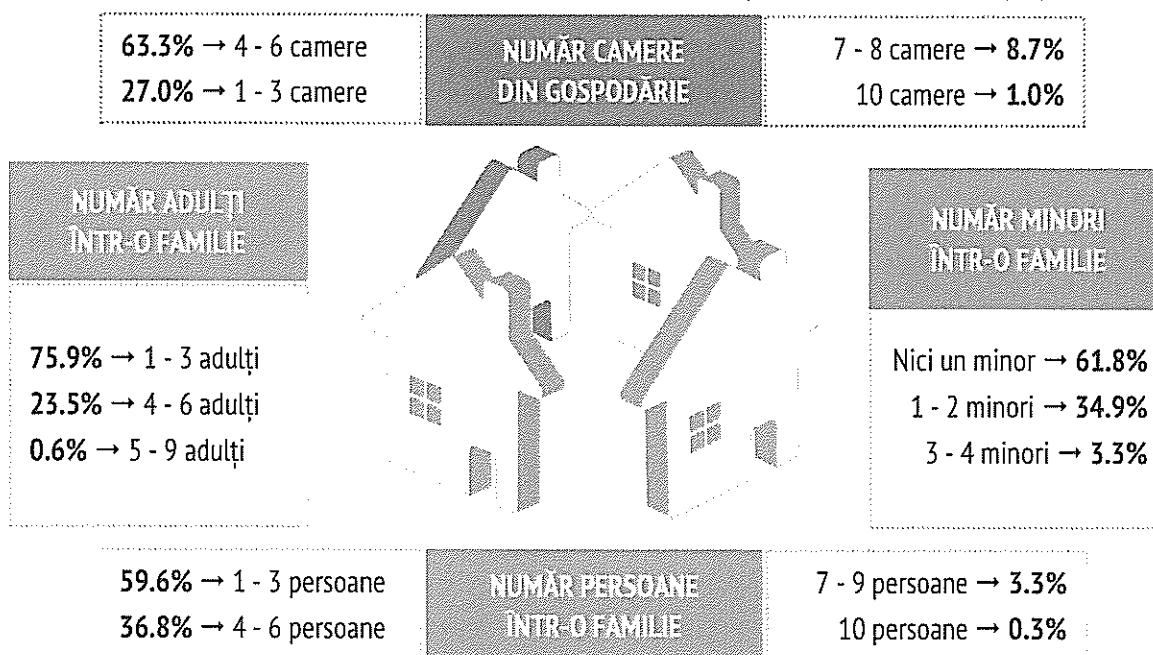 63.3% → 4 - 6 camere
27.0% → 1 - 3 camere
NUMĂR CAMERE
DIN GOSPODĂRIE
7 - 8 camere → 8.7%
10 camere → 1.0%
NUMĂR ADULȚI
ÎNTR-O FAMILIE
75.9% → 1 - 3 adulți
23.5% → 4 - 6 adulți
0.6% → 5 - 9 adulți
NUMĂR MINORI
ÎNTR-O FAMILIE
Nici un minor → 61.8%
1 - 2 minori → 34.9%
3 - 4 minori → 3.3%
59.6% → 1 - 3 persoane
36.8% → 4 - 6 persoane
NUMĂR PERSOANE
ÎNTR-O FAMILIE
7 - 9 persoane → 3.3%
10 persoane → 0.3%